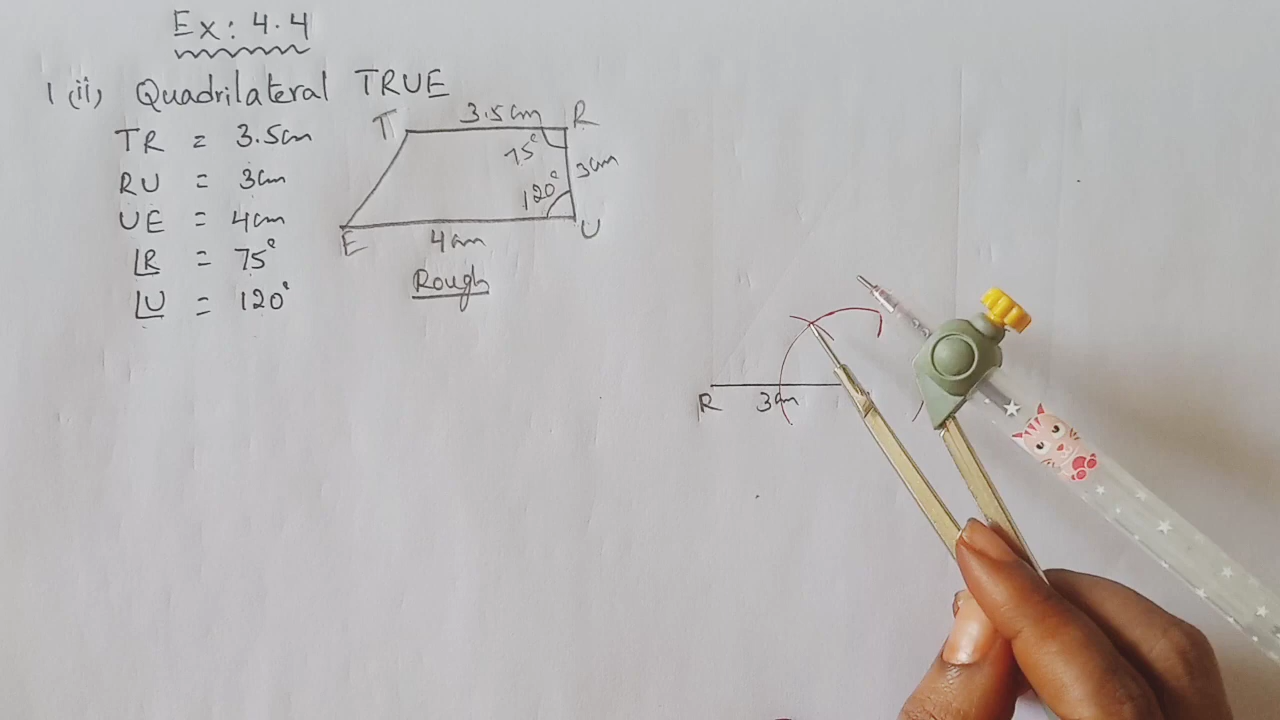 Ex: 4.4
1 (ii) Quadrilateral TRUE
TR = 3.5cm
RU = 3cm
UE = 4cm
∠R = 75°
∠U = 120°
T 3.5cm R
75°
3cm
120°
E 4cm U
Rough
R 3cm